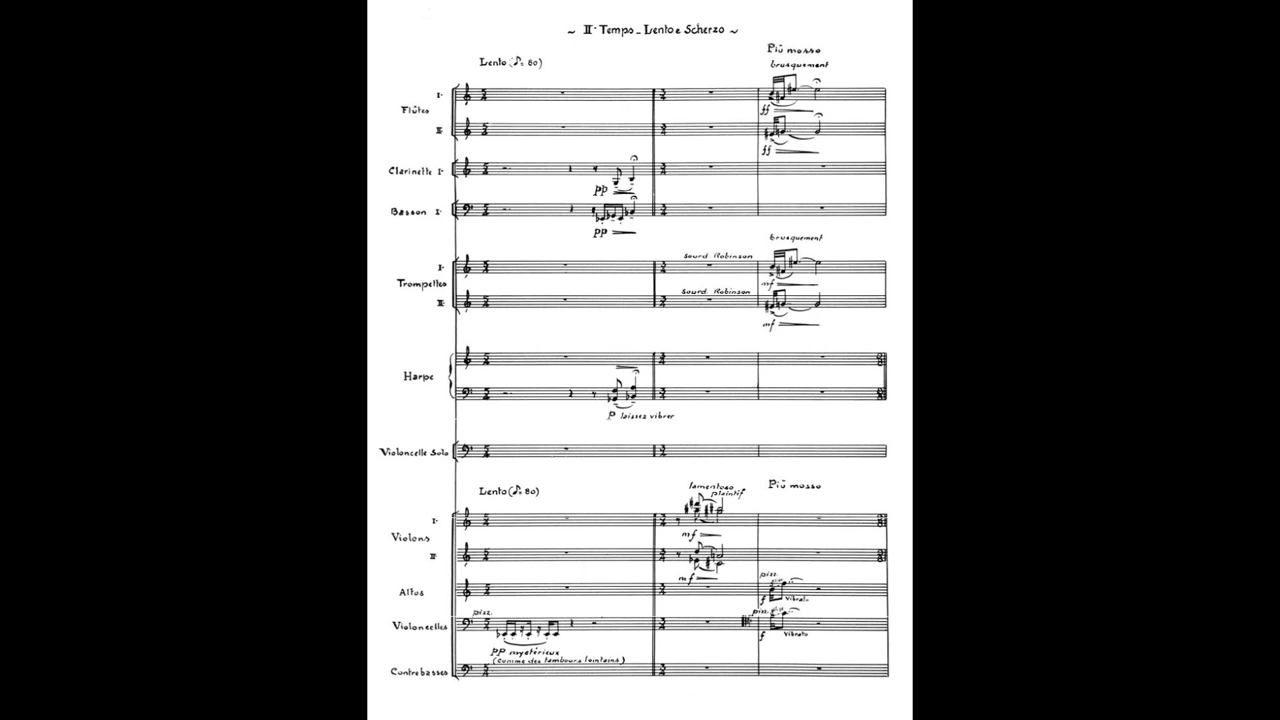 ~ IIº Tempo - Lento e Scherzo ~
Lento (♪= 80)
Più mosso
brusquement
Flûtes
I·
II·
ff
ff
Clarinette I·
pp
Basson I·
pp
brusquement
Trompettes
I·
II·
sourd. Robinson
sourd. Robinson
mf
mf
Harpe
P laissez vibrer
Violoncelle Solo
Lento (♪= 80)
lamentoso
plaintif
Più mosso
Violons
I·
II·
mf
mf
Altos
pizz.
f vibrato
Violoncelles
pizz.
pizz.
f vibrato
pp mystérieux
(comme des tambours lointains)
Contrebasses